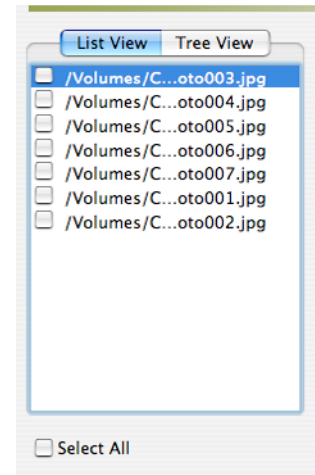 List View Tree View
/Volumes/C...oto003.jpg
/Volumes/C...oto004.jpg
/Volumes/C...oto005.jpg
/Volumes/C...oto006.jpg
/Volumes/C...oto007.jpg
/Volumes/C...oto001.jpg
/Volumes/C...oto002.jpg
Select All